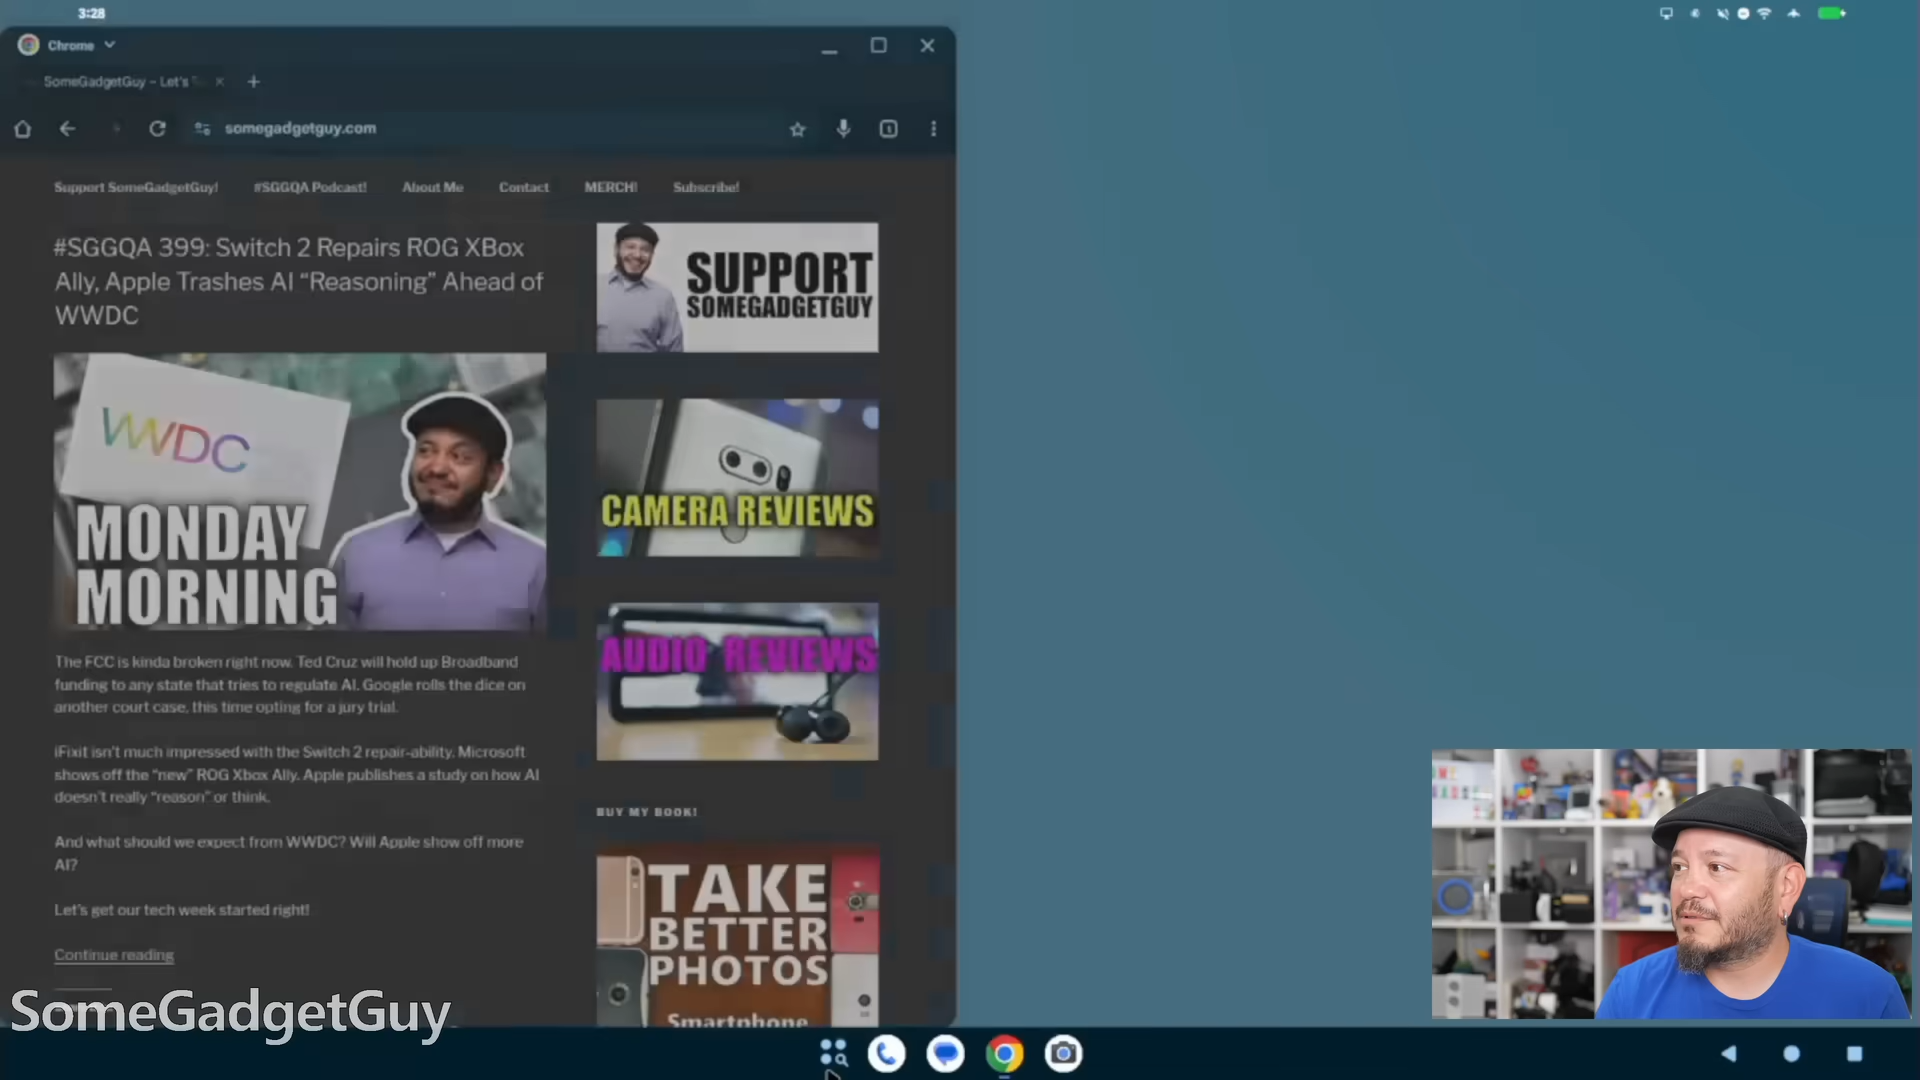 3:28
Chrome
SomeGadgetGuy – Let's
somegadgetguy.com
Support SomeGadgetGuy!
#SGGQA Podcast!
About Me
Contact
MERCH!
Subscribe!
#SGGQA 399: Switch 2 Repairs ROG XBox
Ally, Apple Trashes AI “Reasoning” Ahead of
WWDC
WWDC
MONDAY
MORNING
The FCC is kinda broken right now. Ted Cruz will hold up Broadband
funding to any state that tries to regulate AI. Google rolls the dice on
another court case, this time opting for a jury trial.
iFixit isn't much impressed with the Switch 2 repair-ability. Microsoft
shows off the “new” ROG Xbox Ally. Apple publishes a study on how AI
doesn't really “reason” or think.
And what should we expect from WWDC? Will Apple show off more
AI?
Let's get our tech week started right!
Continue reading
SUPPORT
SOMEGADGETGUY
CAMERA REVIEWS
AUDIO REVIEWS
BUY MY BOOK!
TAKE
BETTER
PHOTOS
Smartphone
SomeGadgetGuy